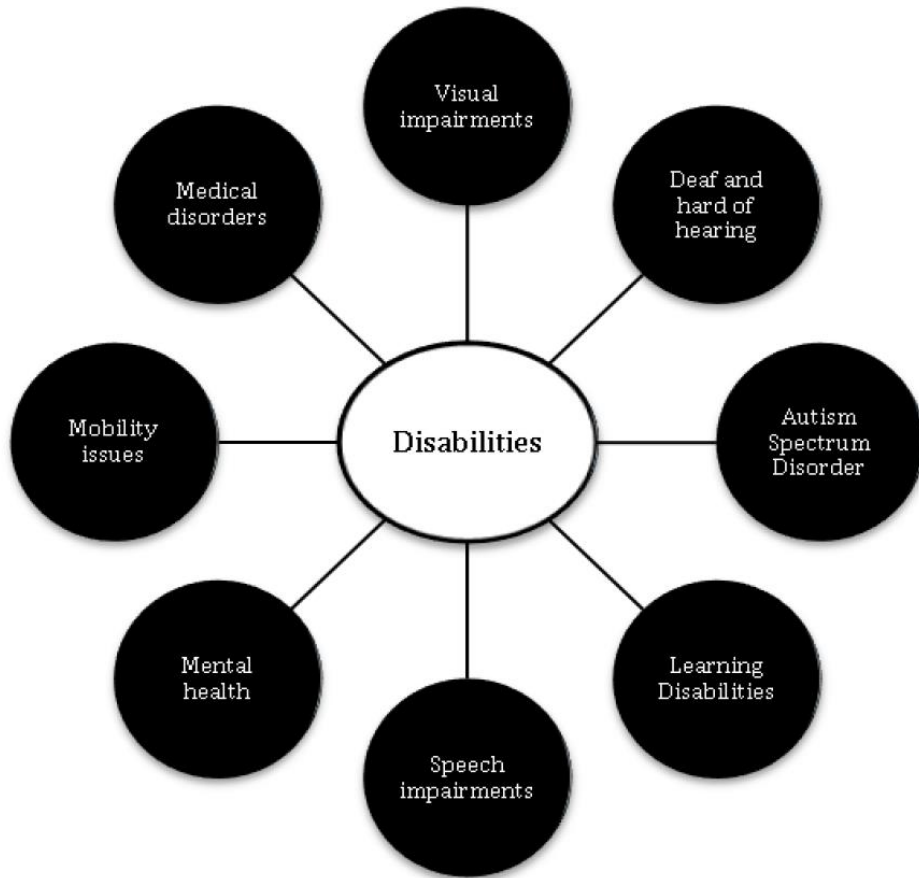 Visual
impairments
Deaf and
hard of
hearing
Autism
Spectrum
Disorder
Learning
Disabilities
Speech
impairments
Mental
health
Mobility
issues
Medical
disorders
Disabilities